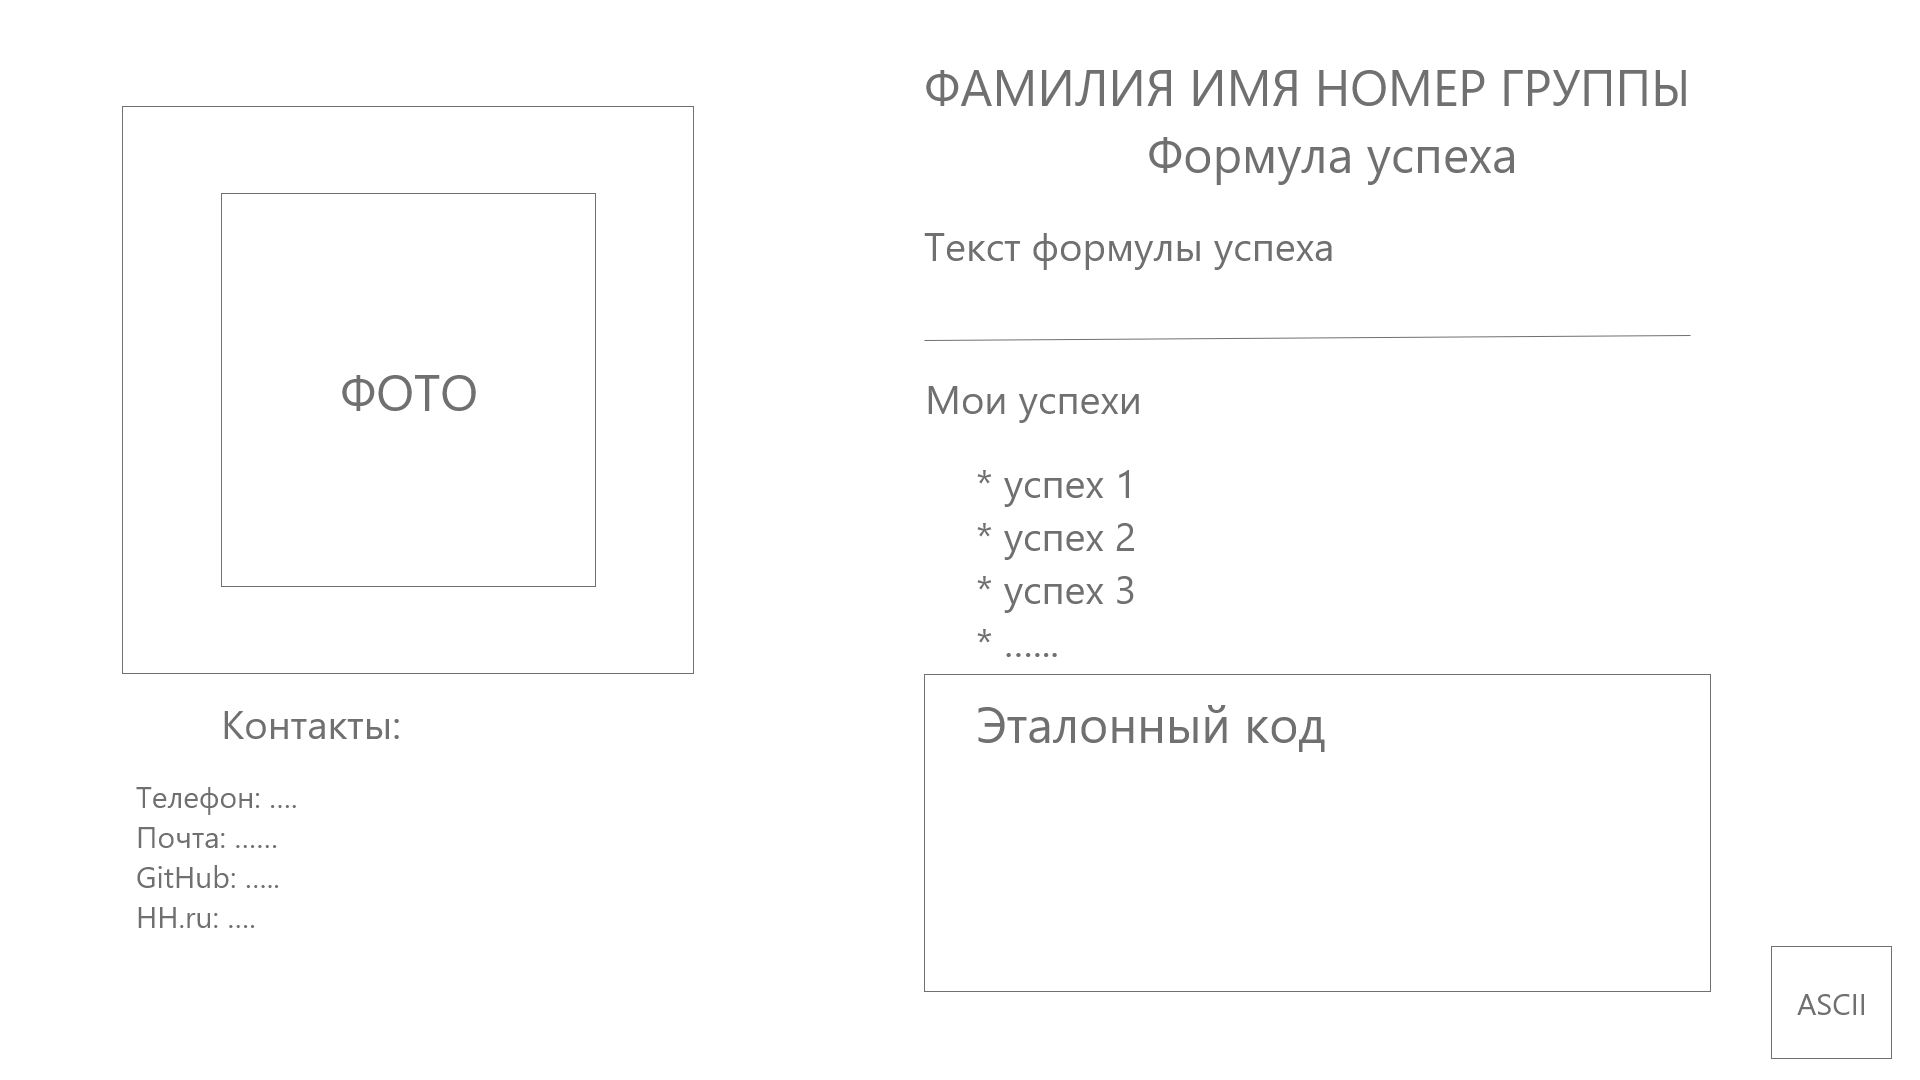 ФОТО
Контакты:
Телефон: ....
Почта: ......
GitHub: .....
HH.ru: ....
ФАМИЛИЯ ИМЯ НОМЕР ГРУППЫ
Формула успеха
Текст формулы успеха
Мои успехи
* успех 1
* успех 2
* успех 3
* ......
Эталонный код
ASCII